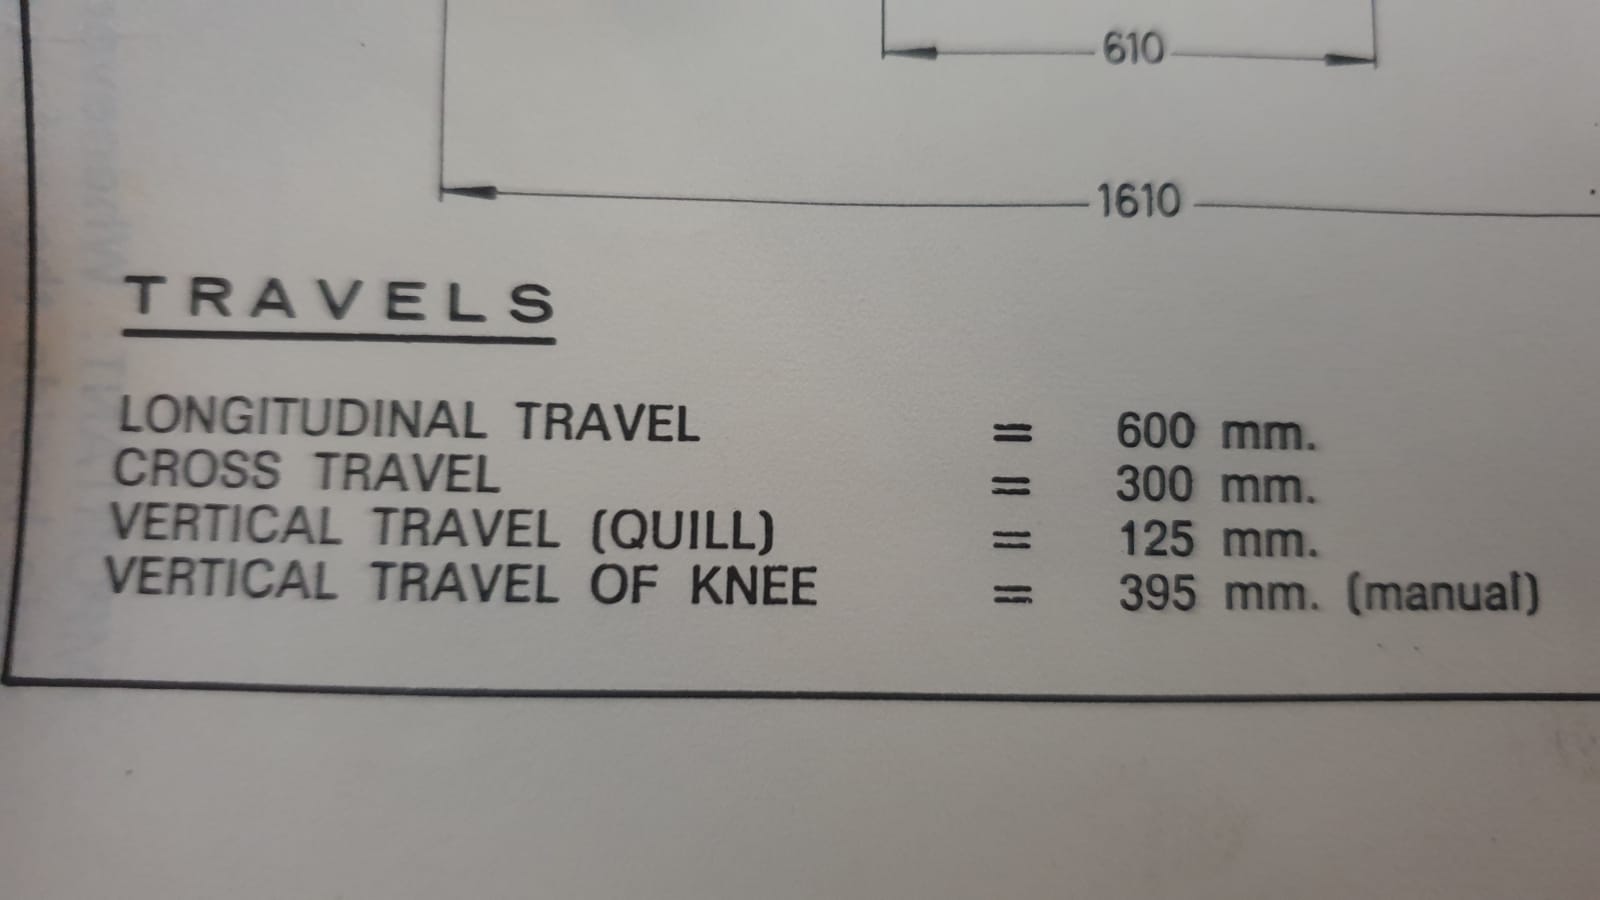 610
1610
TRAVELS
LONGITUDINAL TRAVEL = 600 mm.
CROSS TRAVEL = 300 mm.
VERTICAL TRAVEL (QUILL) = 125 mm.
VERTICAL TRAVEL OF KNEE = 395 mm. (manual)